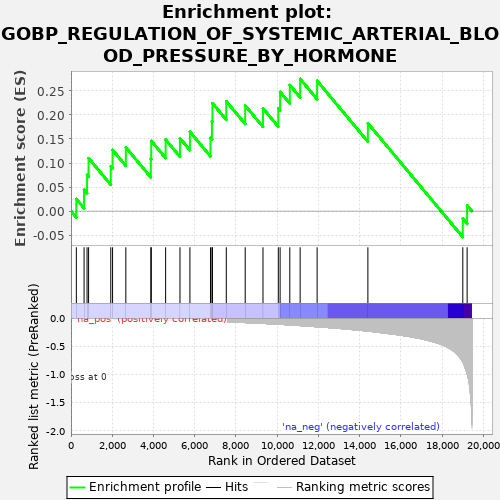 Enrichment plot:
GOBP_REGULATION_OF_SYSTEMIC_ARTERIAL_BLO
OD_PRESSURE_BY_HORMONE
Enrichment score (ES)
0.25
0.20
0.15
0.10
0.05
0.00
-0.05
Ranked list metric (PreRanked)
0.0
-0.5
-1.0
-1.5
-2.0
'na_pos' (positively correlated)
oss at 0
'na_neg' (negatively correlated)
0
2,000
4,000
6,000
8,000
10,000
12,000
14,000
16,000
18,000
20,000
Rank in Ordered Dataset
Enrichment profile
Hits
Ranking metric scores